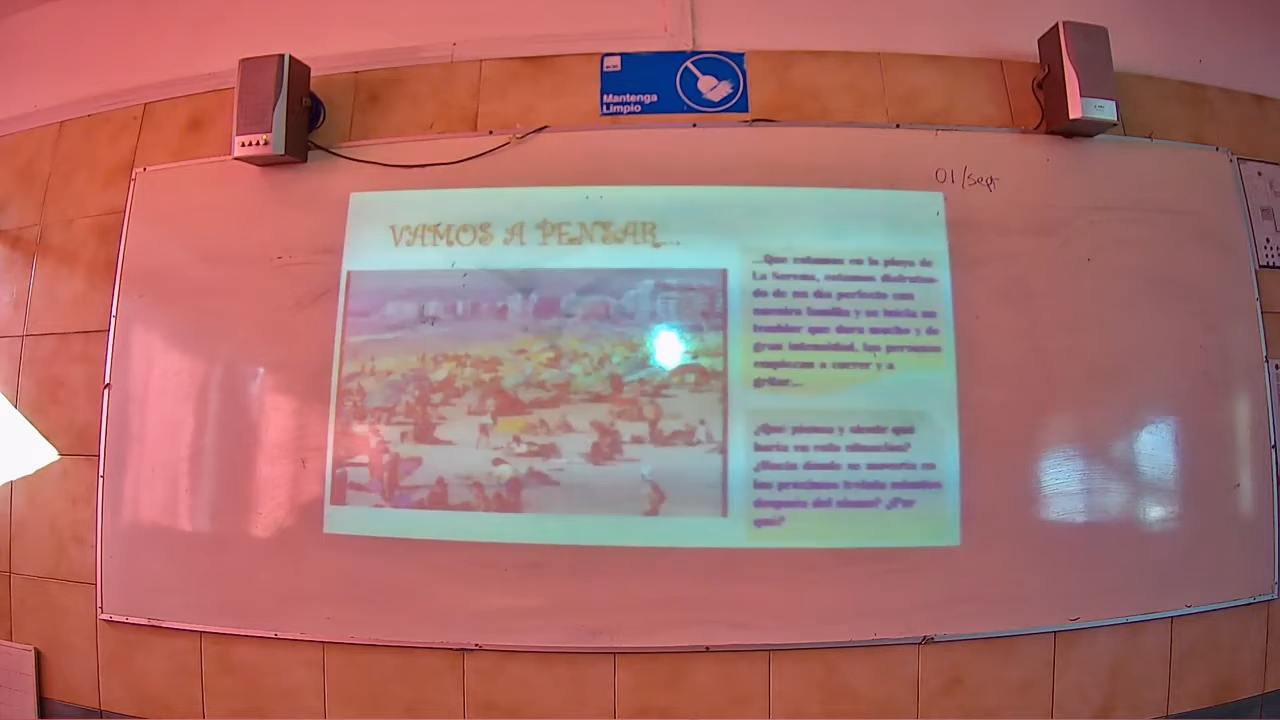 Mantenga
Limpio
01/sept
VAMOS A PENSAR...
...Que estamos en la playa de
La Serena, estamos disfrutan-
do de un día perfecto con
nuestra familia y se inicia un
temblor que dura mucho y de
gran intensidad, las personas
empiezan a correr y a
gritar...
¿Que piensa y siente qué
haría en esta situación?
¿Hacia dónde se movería en
los próximos treinta minutos
después del sismo? ¿Por
qué?